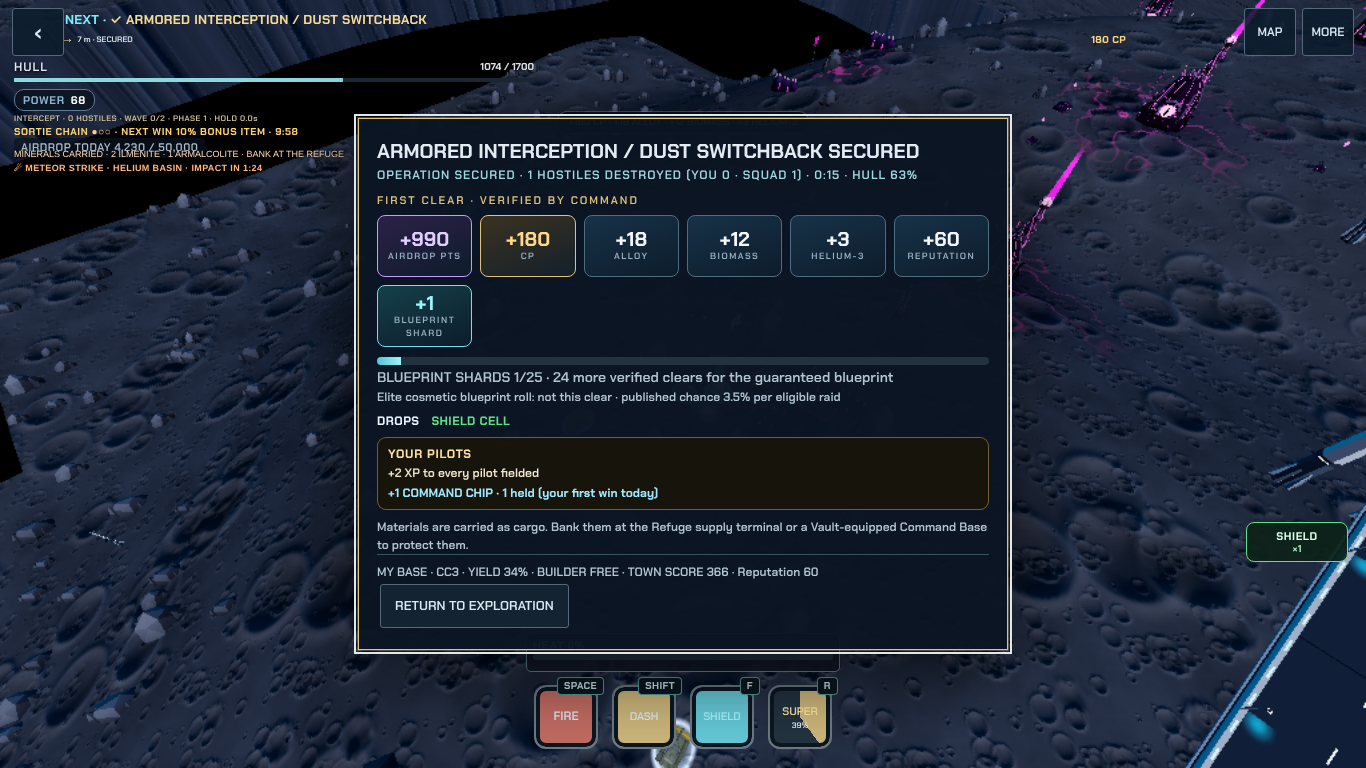 ‹
NEXT · ✓ ARMORED INTERCEPTION / DUST SWITCHBACK
→ 7 m · SECURED
HULL
1074 / 1700
POWER 68
INTERCEPT · 0 HOSTILES · WAVE 0/2 · PHASE 1 · HOLD 0.0s
SORTIE CHAIN ●○○ · NEXT WIN 10% BONUS ITEM · 9:58
AIRDROP TODAY 4,230 / 50,000
MINERALS CARRIED · 2 ILMENITE · 1 ARMALCOLITE · BANK AT THE REFUGE
☄ METEOR STRIKE · HELIUM BASIN · IMPACT IN 1:24
180 CP
MAP
MORE
ARMORED INTERCEPTION / DUST SWITCHBACK SECURED
OPERATION SECURED · 1 HOSTILES DESTROYED (YOU 0 · SQUAD 1) · 0:15 · HULL 63%
FIRST CLEAR · VERIFIED BY COMMAND
+990
AIRDROP PTS
+180
CP
+18
ALLOY
+12
BIOMASS
+3
HELIUM-3
+60
REPUTATION
+1
BLUEPRINT
SHARD
BLUEPRINT SHARDS 1/25 · 24 more verified clears for the guaranteed blueprint
Elite cosmetic blueprint roll: not this clear · published chance 3.5% per eligible raid
DROPS SHIELD CELL
YOUR PILOTS
+2 XP to every pilot fielded
+1 COMMAND CHIP · 1 held (your first win today)
Materials are carried as cargo. Bank them at the Refuge supply terminal or a Vault-equipped Command Base
to protect them.
MY BASE · CC3 · YIELD 34% · BUILDER FREE · TOWN SCORE 366 · Reputation 60
RETURN TO EXPLORATION
SHIELD
×1
SPACE
FIRE
SHIFT
DASH
F
SHIELD
R
SUPER
39%